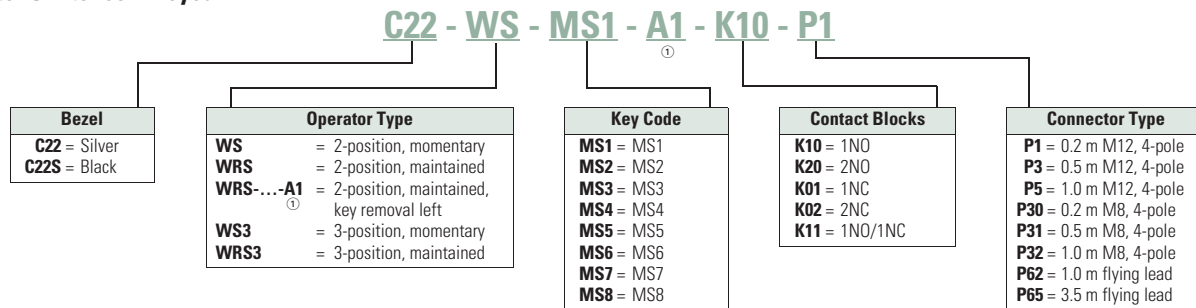 C22 - WS - MS1 - A1 - K10 - P1
①
Bezel
C22 = Silver
C22S = Black
Operator Type
WS = 2-position, momentary
WRS = 2-position, maintained
WRS-...-A1 = 2-position, maintained,
① key removal left
WS3 = 3-position, momentary
WRS3 = 3-position, maintained
Key Code
MS1 = MS1
MS2 = MS2
MS3 = MS3
MS4 = MS4
MS5 = MS5
MS6 = MS6
MS7 = MS7
MS8 = MS8
Contact Blocks
K10 = 1NO
K20 = 2NO
K01 = 1NC
K02 = 2NC
K11 = 1NO/1NC
Connector Type
P1 = 0.2 m M12, 4-pole
P3 = 0.5 m M12, 4-pole
P5 = 1.0 m M12, 4-pole
P30 = 0.2 m M8, 4-pole
P31 = 0.5 m M8, 4-pole
P32 = 1.0 m M8, 4-pole
P62 = 1.0 m flying lead
P65 = 3.5 m flying lead